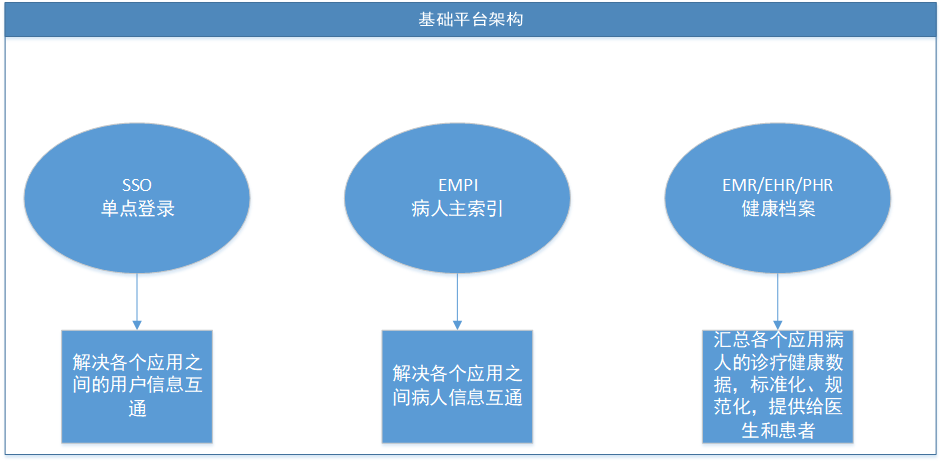 基础平台架构
SSO
单点登录
EMPI
病人主索引
EMR/EHR/PHR
健康档案
解决各个应用之
间的用户信息互
通
解决各个应用之
间病人信息互通
汇总各个应用病
人的诊疗健康数
据，标准化、规
范化，提供给医
生和患者